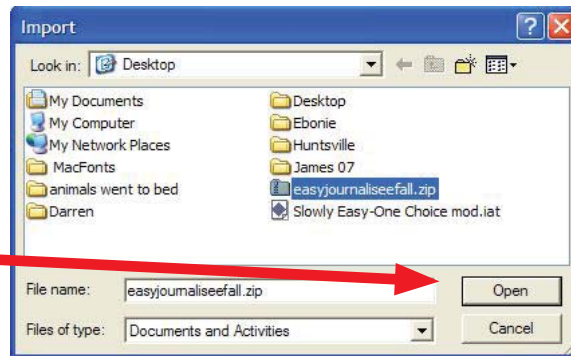 Import
Look in: Desktop
My Documents
My Computer
My Network Places
MacFonts
animals went to bed
Darren
Desktop
Ebonie
Huntsville
James 07
easyjournaliseefall.zip
Slowly Easy-One Choice mod.iat
File name: easyjournaliseefall.zip Open
Files of type: Documents and Activities Cancel